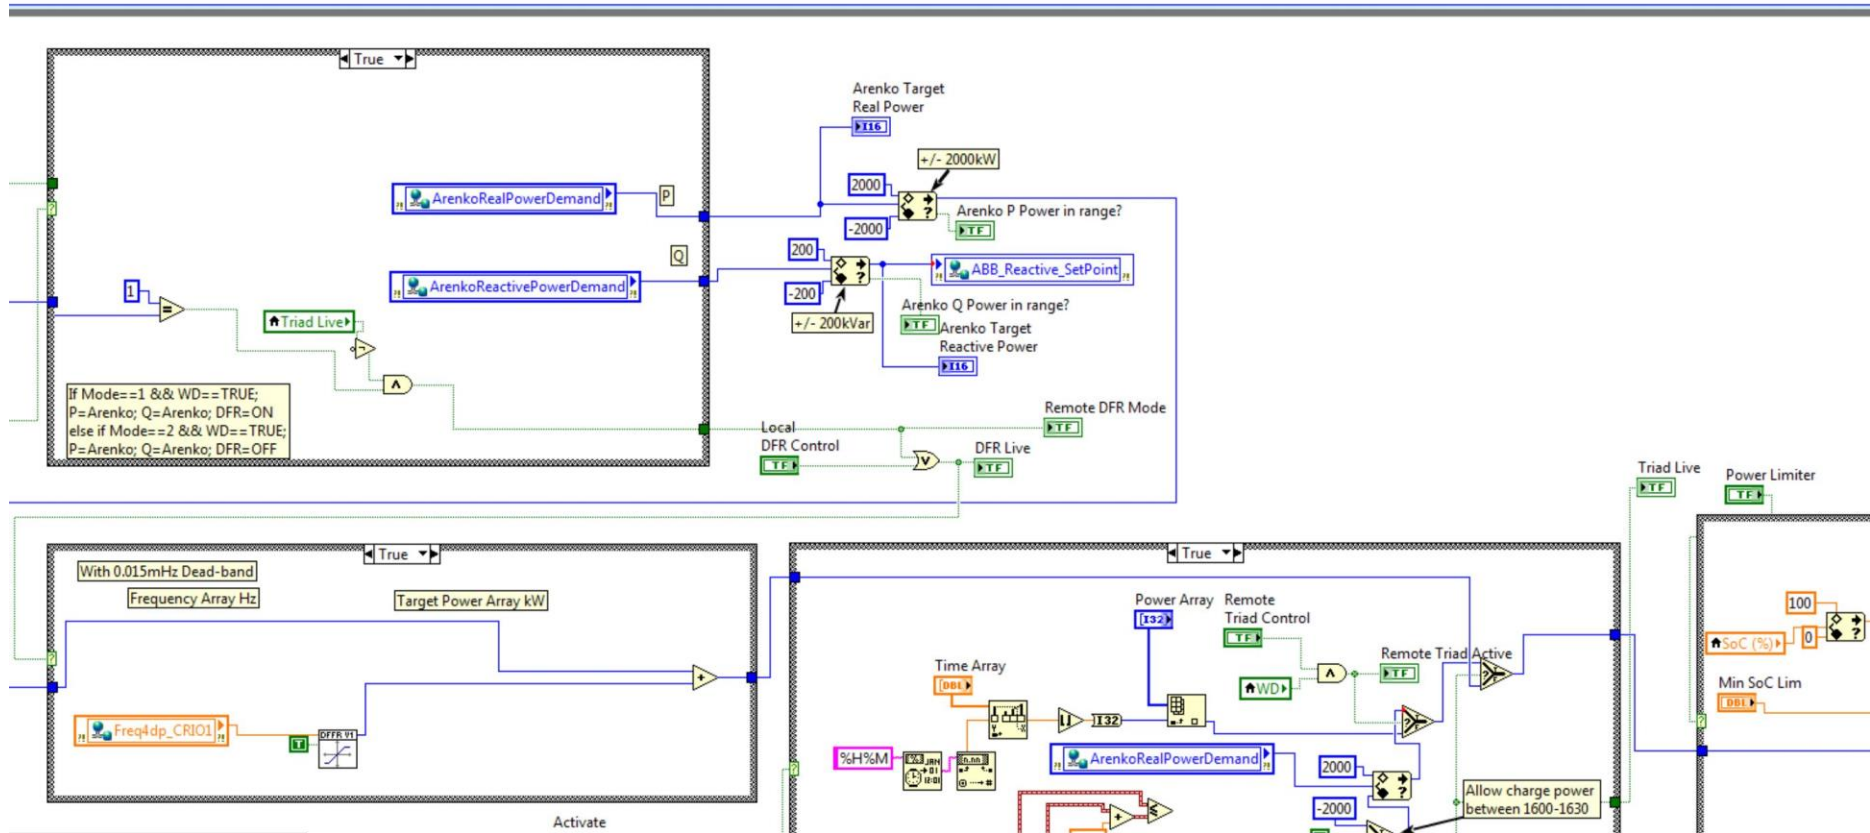 True
Arenko Target
Real Power
I16
+/- 2000kW
2000
ArenkoRealPowerDemand
P
-2000
Arenko P Power in range?
TF
Q
200
ArenkoReactivePowerDemand
ABB_Reactive_SetPoint
-200
1
=
Arenko Q Power in range?
TF
+/- 200kVar
Triad Live
Arenko Target
Reactive Power
I16
If Mode==1 && WD==TRUE;
P=Arenko; Q=Arenko; DFR=ON
else if Mode==2 && WD==TRUE;
P=Arenko; Q=Arenko; DFR=OFF
Remote DFR Mode
TF
Local
DFR Control
TF
DFR Live
TF
Triad Live
TF
Power Limiter
TF
True
With 0.015mHz Dead-band
Frequency Array Hz
Target Power Array kW
Freq4dp_CRIO1
T
DFFR V1
+
True
Power Array
I32
Remote
Triad Control
TF
Time Array
DBL
WD
Remote Triad Active
TF
I32
%H%M
ArenkoRealPowerDemand
2000
-2000
Allow charge power
between 1600-1630
100
SoC (%)
0
Min SoC Lim
DBL
Activate